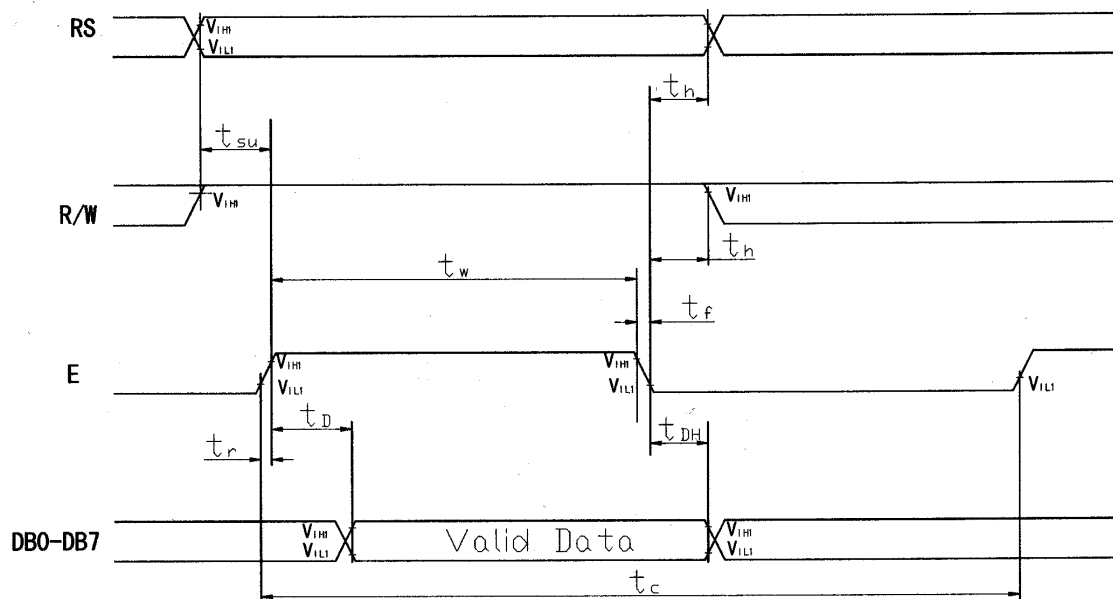 RS
VIH1
VIL1
th
tsu
R/W
VIH1
VIH1
th
tw
tf
E
VIH1
VIL1
VIH1
VIL1
VIL1
tD
tDH
tr
DB0-DB7
VIH1
VIL1
Valid Data
VIH1
VIL1
tc